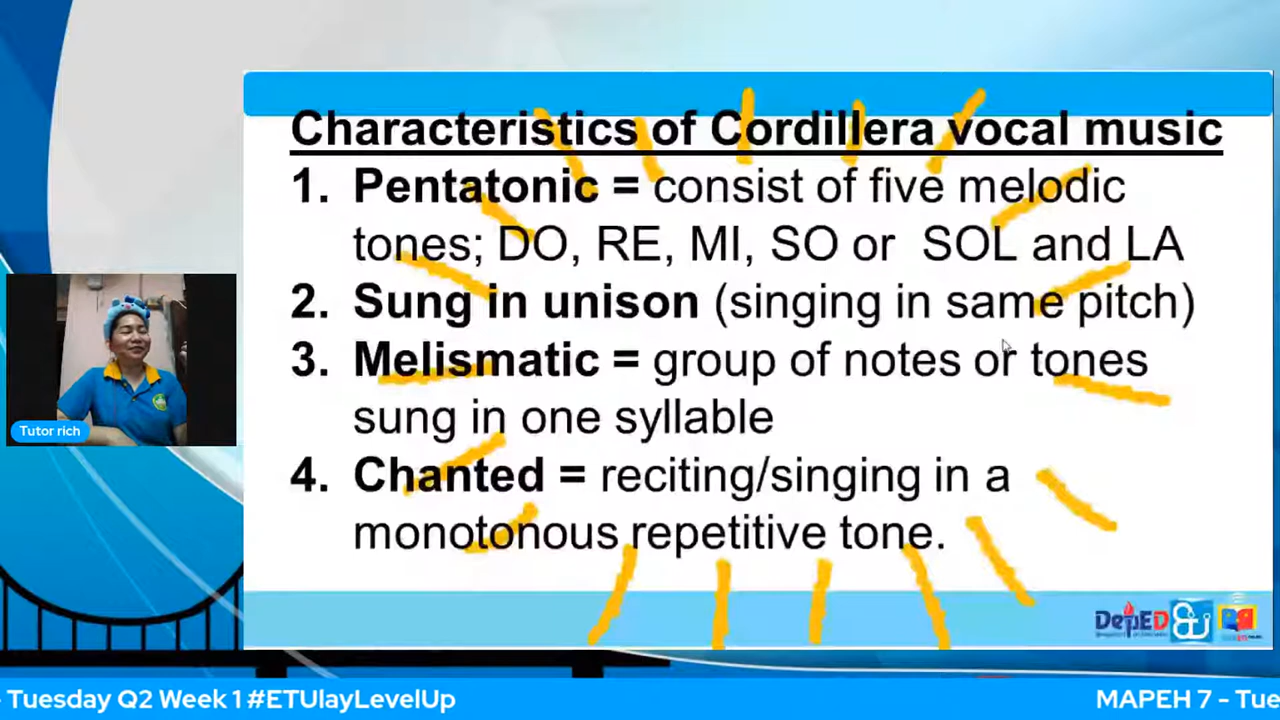 Characteristics of Cordillera vocal music
1. Pentatonic = consist of five melodic
tones; DO, RE, MI, SO or SOL and LA
2. Sung in unison (singing in same pitch)
3. Melismatic = group of notes or tones
sung in one syllable
4. Chanted = reciting/singing in a
monotonous repetitive tone.
Tutor rich
DepED
- Tuesday Q2 Week 1 #ETUlayLevelUp
MAPEH 7 - Tue